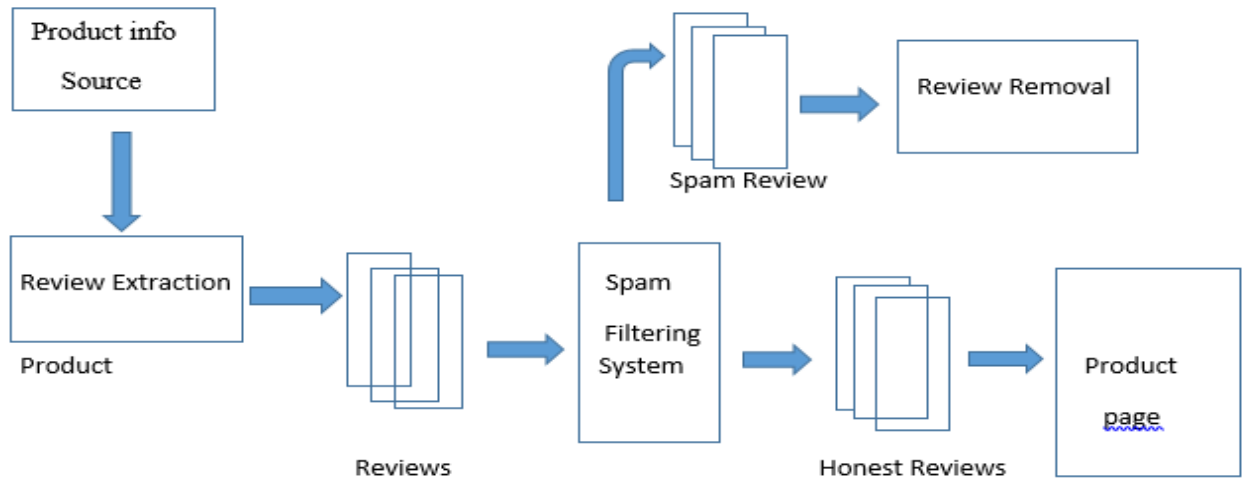 Product info
Source
Review Extraction
Product
Reviews
Spam
Filtering
System
Spam Review
Review Removal
Honest Reviews
Product
page